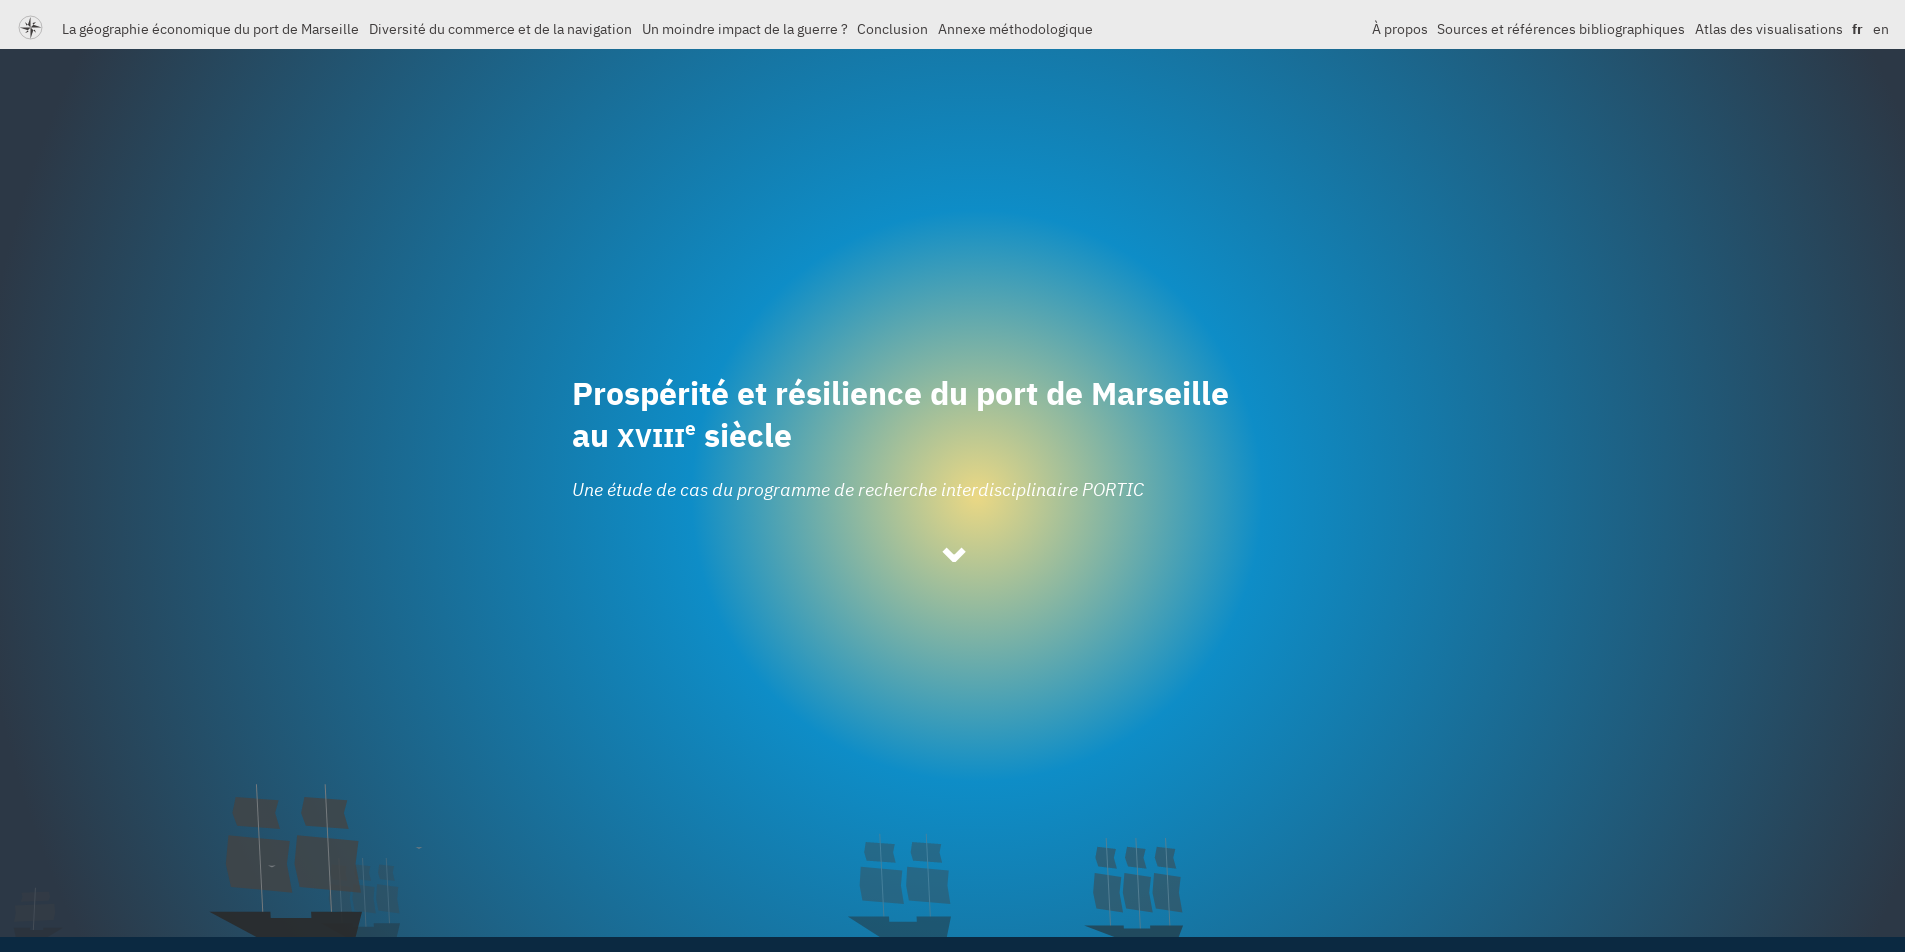 La géographie économique du port de Marseille Diversité du commerce et de la navigation Un moindre impact de la guerre ? Conclusion Annexe méthodologique À propos Sources et références bibliographiques Atlas des visualisations fr en
Prospérité et résilience du port de Marseille
au XVIIIe siècle
Une étude de cas du programme de recherche interdisciplinaire PORTIC